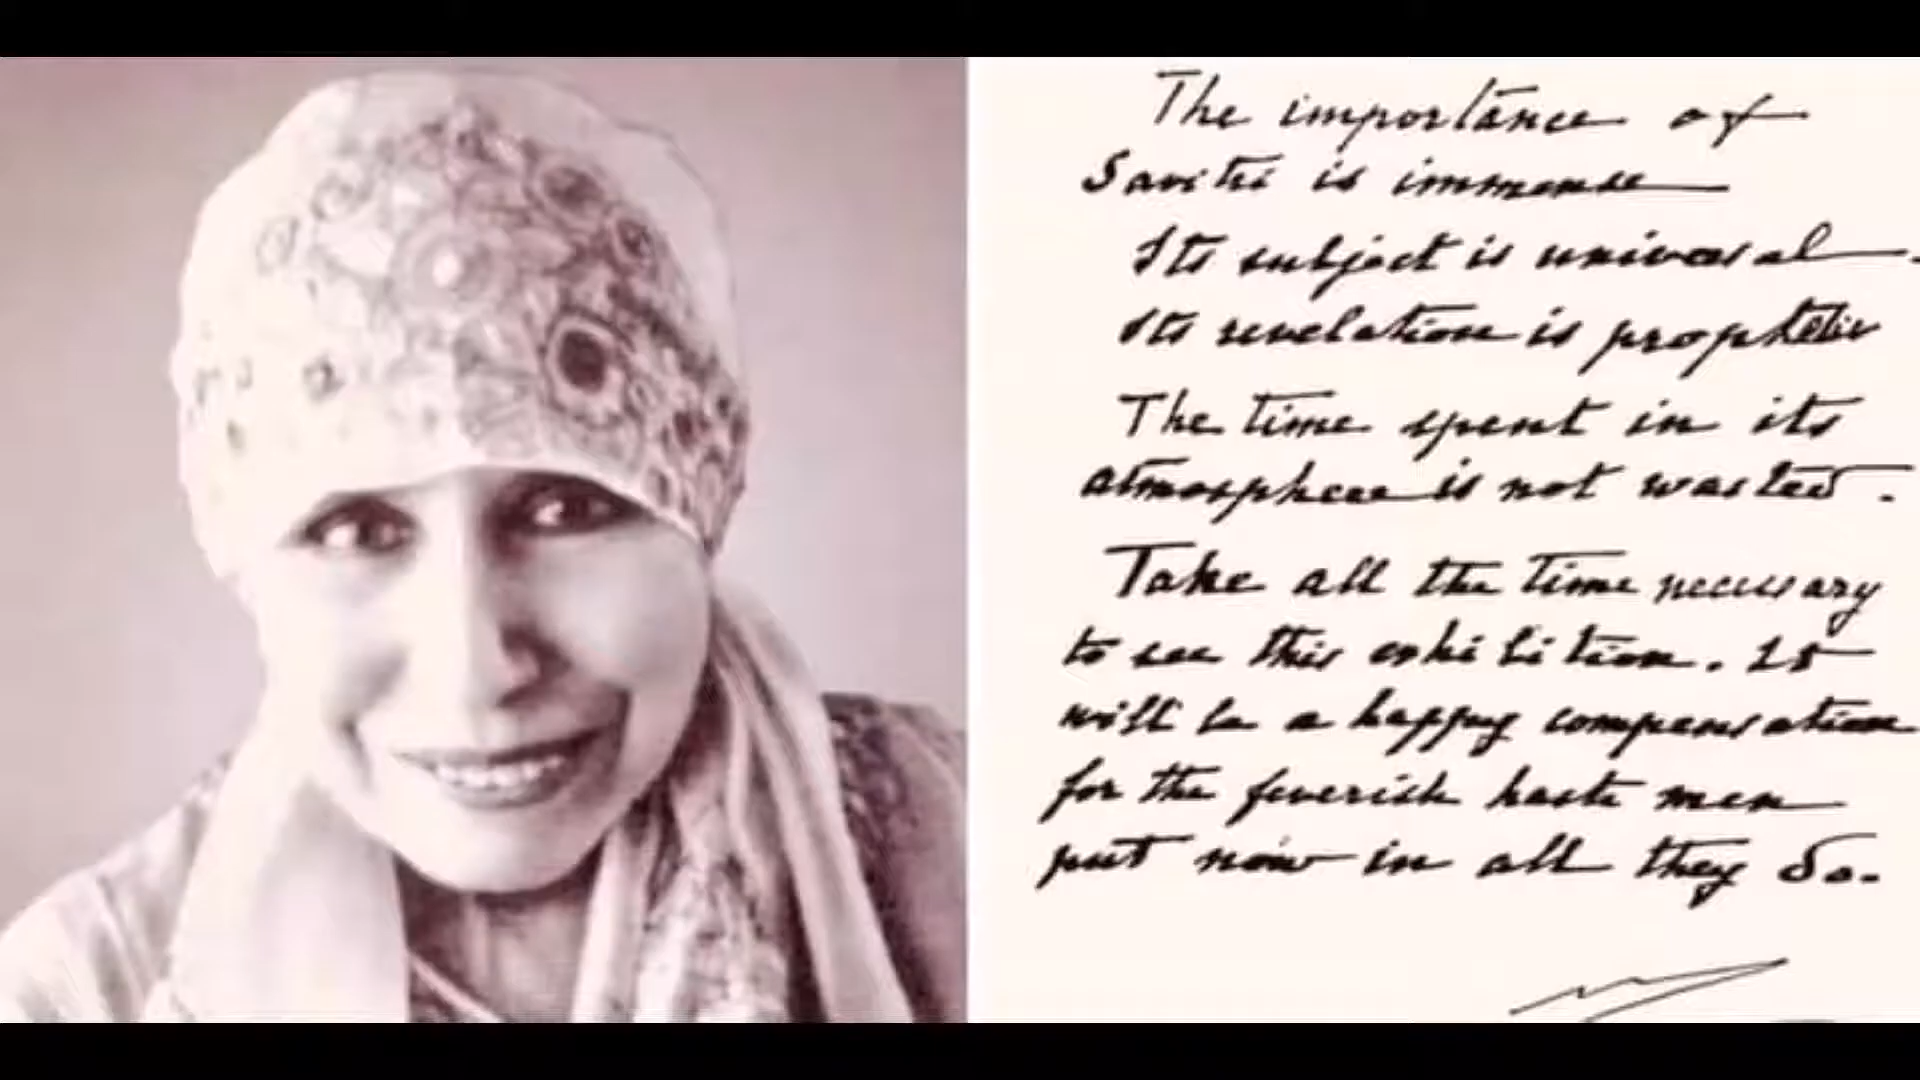 The importance of
Savitri is immense
Its subject is universal.
Its revelation is prophetic
The time spent in its
atmosphere is not wasted.
Take all the time necessary
to see this exhibition. It
will be a happy compensation
for the feverish haste men
put now in all they do.